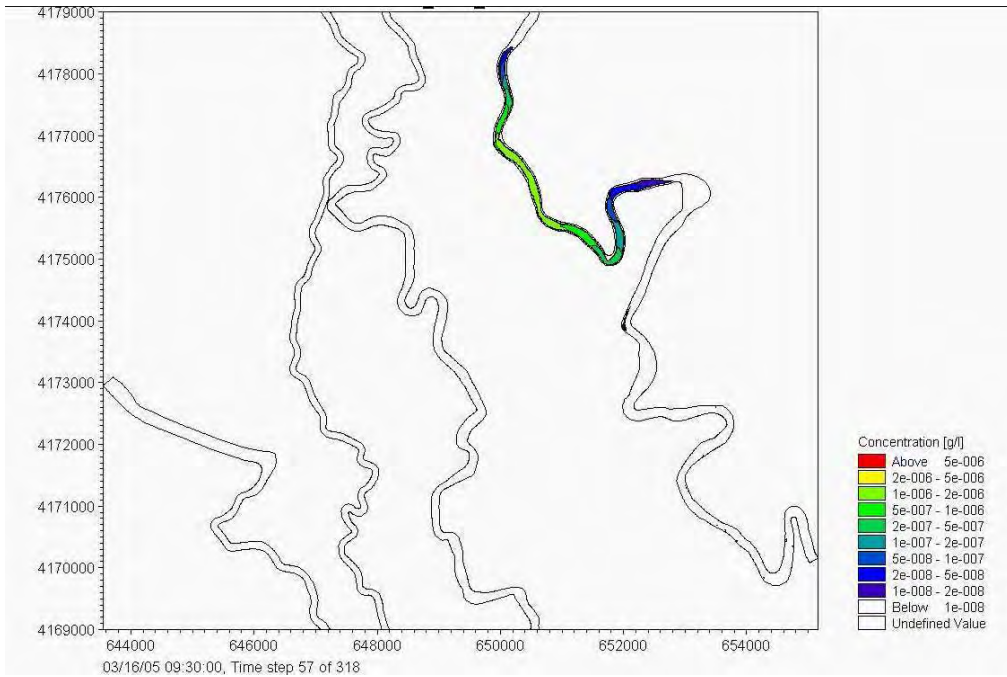 4179000
4178000
4177000
4176000
4175000
4174000
4173000
4172000
4171000
4170000
4169000
644000 646000 648000 650000 652000 654000
03/16/05 09:30:00, Time step 57 of 318
Concentration [g/l]
Above 5e-006
2e-006 - 5e-006
1e-006 - 2e-006
5e-007 - 1e-006
2e-007 - 5e-007
1e-007 - 2e-007
5e-008 - 1e-007
2e-008 - 5e-008
1e-008 - 2e-008
Below 1e-008
Undefined Value